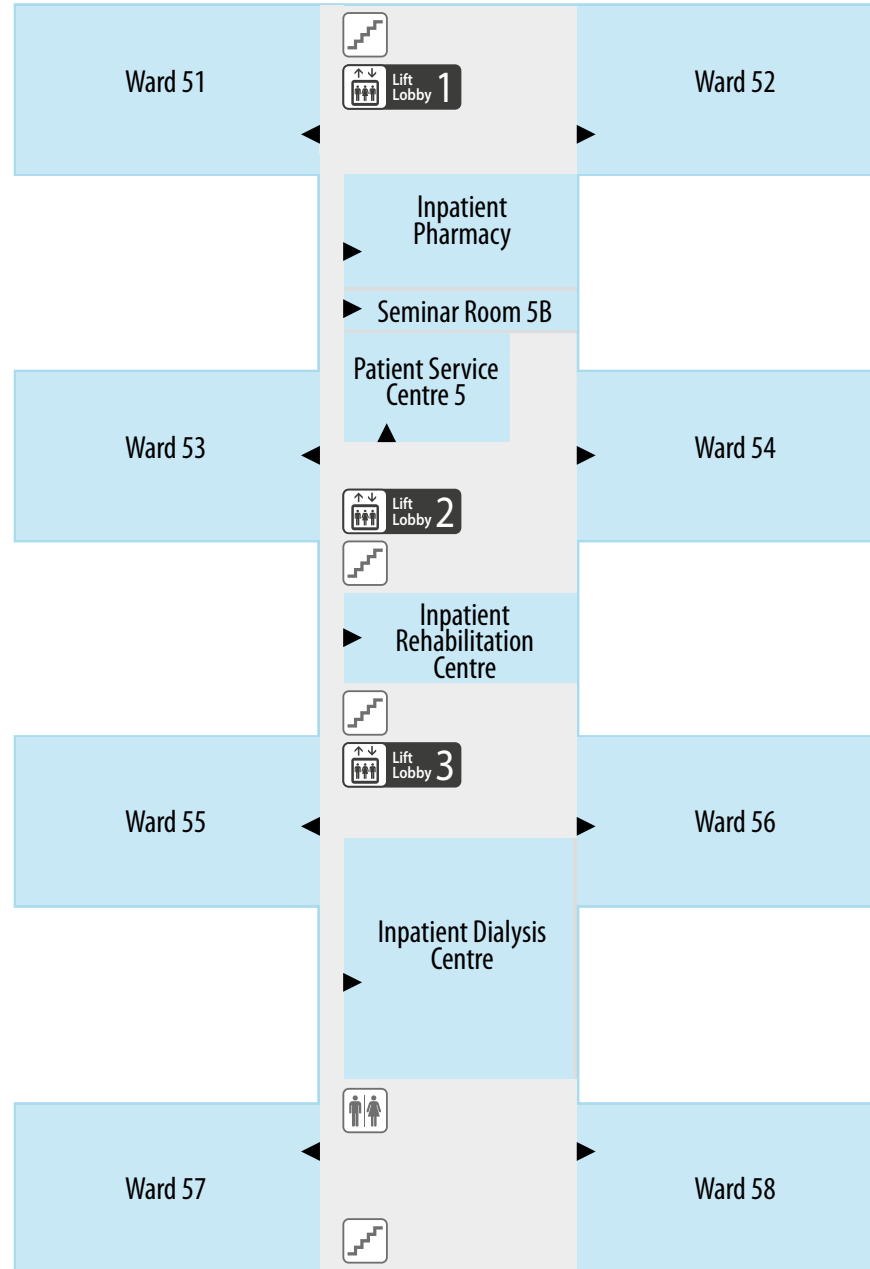 Ward 51
Lift
Lobby 1
Ward 52
Inpatient
Pharmacy
Seminar Room 5B
Patient Service
Centre 5
Ward 53
Ward 54
Lift
Lobby 2
Inpatient
Rehabilitation
Centre
Lift
Lobby 3
Ward 55
Ward 56
Inpatient Dialysis
Centre
Ward 57
Ward 58